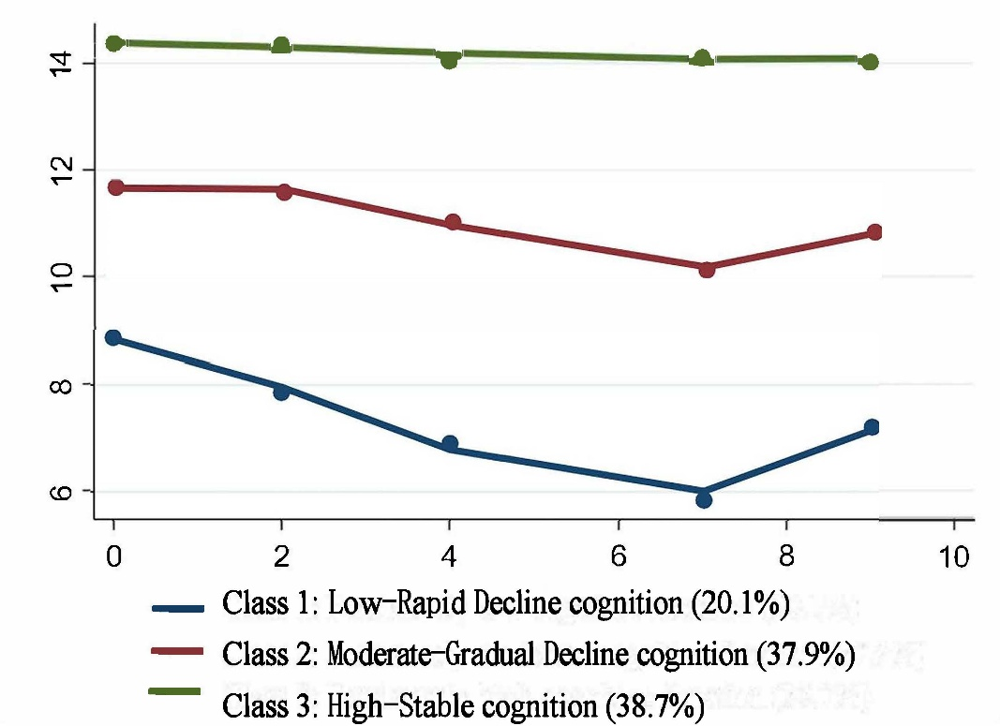 14
12
10
8
6
0 2 4 6 8 10
Class 1: Low-Rapid Decline cognition (20.1%)
Class 2: Moderate-Gradual Decline cognition (37.9%)
Class 3: High-Stable cognition (38.7%)